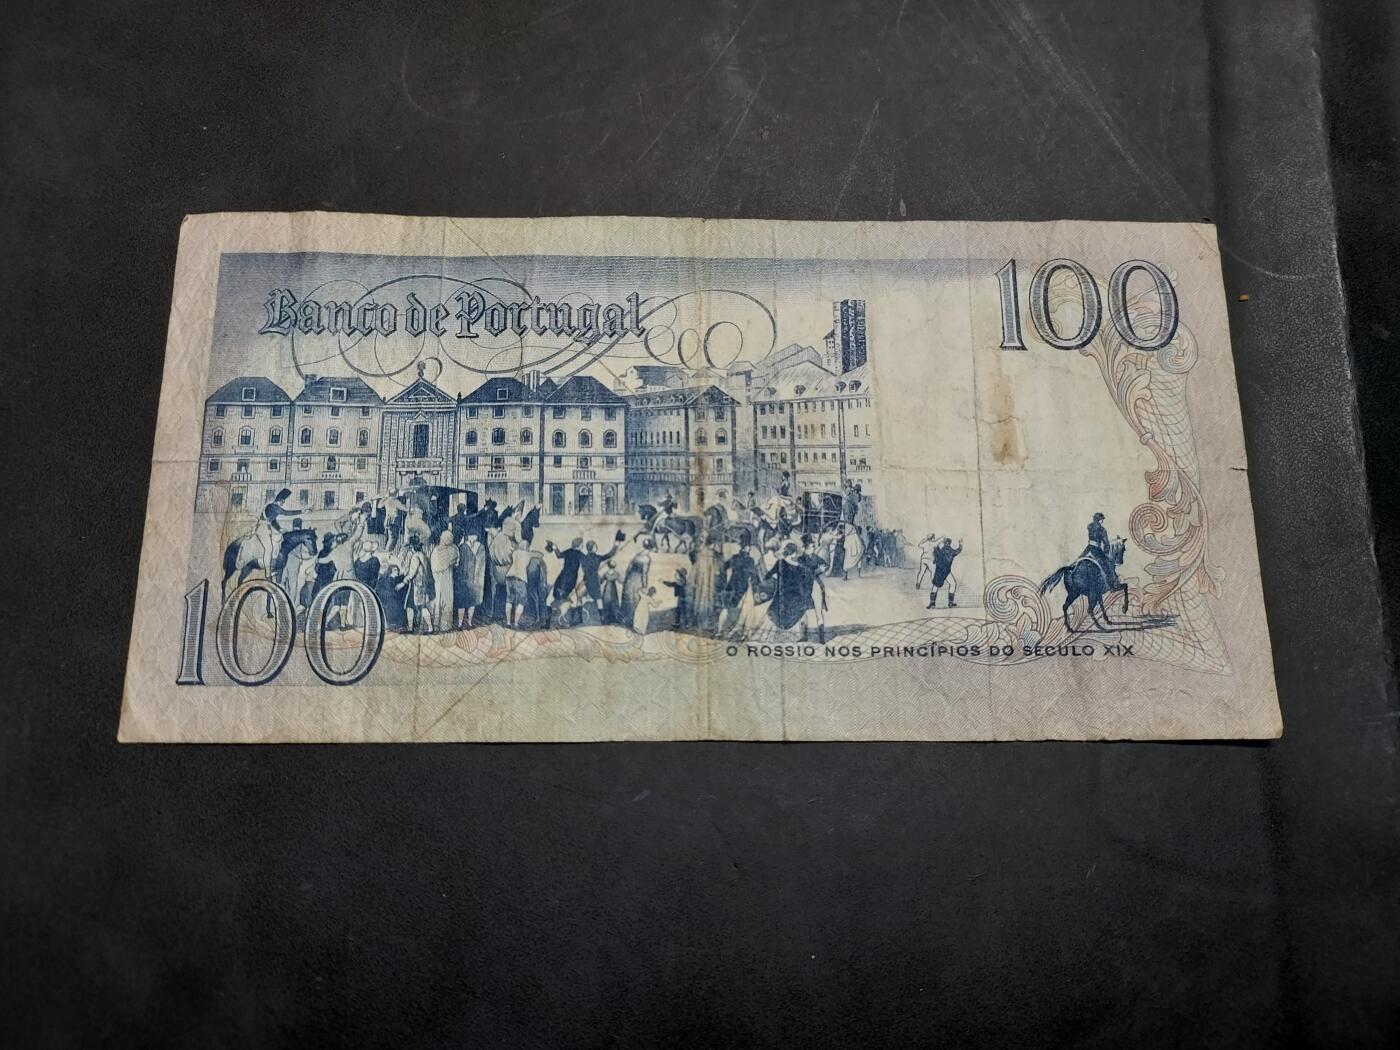 Banco de Portugal
100
100
O ROSSIO NOS PRINCÍPIOS DO SÉCULO XIX